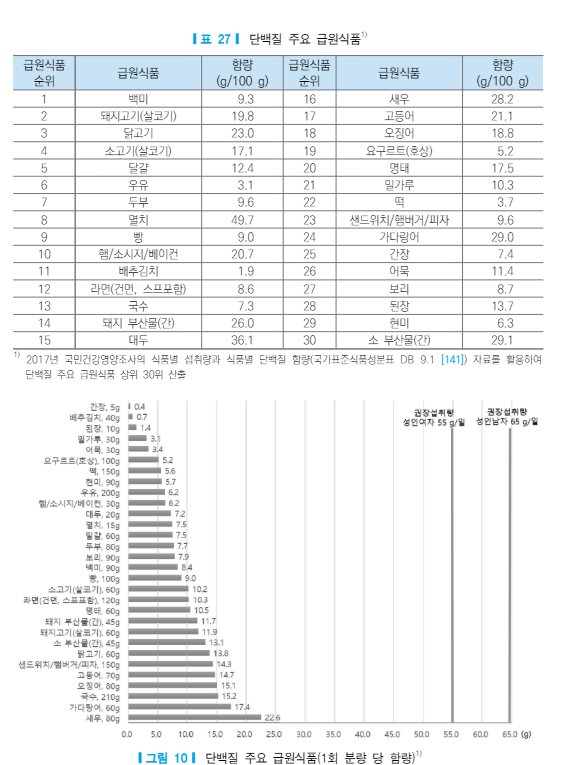 ┃표 27┃ 단백질 주요 급원식품1)
급원식품 순위 급원식품 함량 (g/100 g) 급원식품 순위 급원식품 함량 (g/100 g)
1 백미 9.3 16 새우 28.2
2 돼지고기(살코기) 19.8 17 고등어 21.1
3 닭고기 23.0 18 오징어 18.8
4 소고기(살코기) 17.1 19 요구르트(호상) 5.2
5 달걀 12.4 20 명태 17.5
6 우유 3.1 21 밀가루 10.3
7 두부 9.6 22 떡 3.7
8 멸치 49.7 23 샌드위치/햄버거/피자 9.6
9 빵 9.0 24 가다랑어 29.0
10 햄/소시지/베이컨 20.7 25 간장 7.4
11 배추김치 1.9 26 어묵 11.4
12 라면(건면, 스프포함) 8.6 27 보리 8.7
13 국수 7.3 28 된장 13.7
14 돼지 부산물(간) 26.0 29 현미 6.3
15 대두 36.1 30 소 부산물(간) 29.1
1) 2017년 국민건강영양조사의 식품별 섭취량과 식품별 단백질 함량(국가표준식품성분표 DB 9.1 [141]) 자료를 활용하여
단백질 주요 급원식품 상위 30위 산출
권장섭취량 권장섭취량
성인여자 55 g/일 성인남자 65 g/일
간장, 5g 0.4
배추김치, 40g 0.7
된장, 10g 1.4
밀가루, 30g 3.1
어묵, 30g 3.4
요구르트(호상), 100g 5.2
떡, 150g 5.6
현미, 90g 5.7
우유, 200g 6.2
햄/소시지/베이컨, 30g 6.2
대두, 20g 7.2
멸치, 15g 7.5
달걀, 60g 7.5
두부, 80g 7.7
보리, 90g 7.9
백미, 90g 8.4
빵, 100g 9.0
소고기(살코기), 60g 10.2
라면(건면, 스프포함), 120g 10.3
명태, 60g 10.5
돼지 부산물(간), 45g 11.7
돼지고기(살코기), 60g 11.9
소 부산물(간), 45g 13.1
닭고기, 60g 13.8
샌드위치/햄버거/피자, 150g 14.3
고등어, 70g 14.7
오징어, 80g 15.1
국수, 210g 15.2
가다랑어, 60g 17.4
새우, 80g 22.6
0.0 5.0 10.0 15.0 20.0 25.0 30.0 35.0 40.0 45.0 50.0 55.0 60.0 65.0 (g)
┃그림 10┃ 단백질 주요 급원식품(1회 분량 당 함량)1)